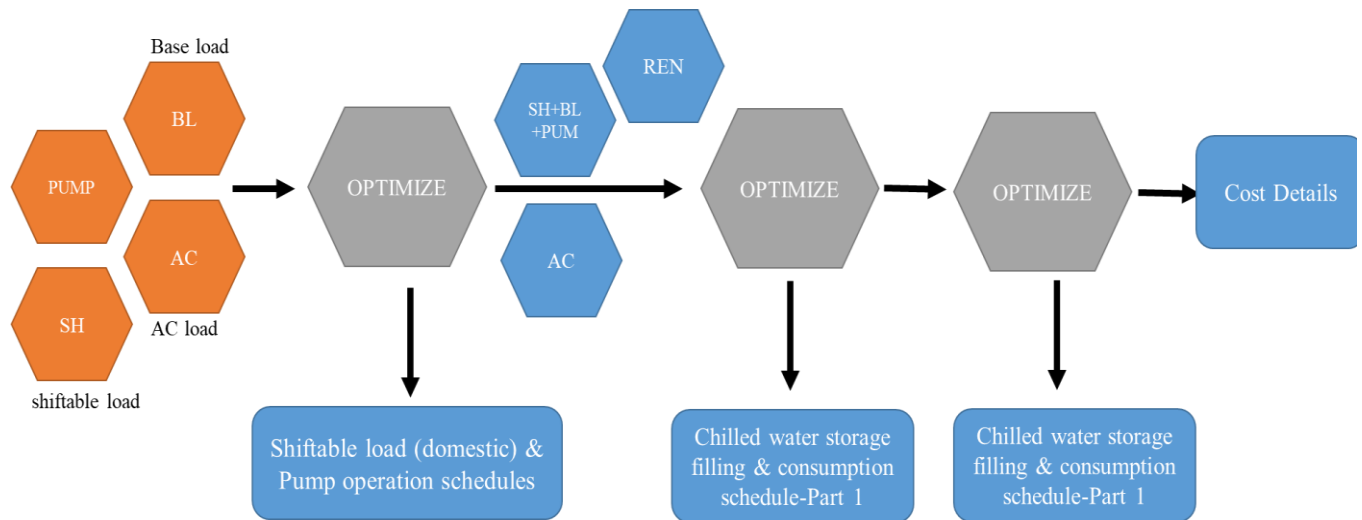 Base load
BL
PUMP
AC
AC load
SH
shiftable load
OPTIMIZE
SH+BL
+PUM
REN
AC
OPTIMIZE
OPTIMIZE
Cost Details
Shiftable load (domestic) &
Pump operation schedules
Chilled water storage
filling & consumption
schedule-Part 1
Chilled water storage
filling & consumption
schedule-Part 1